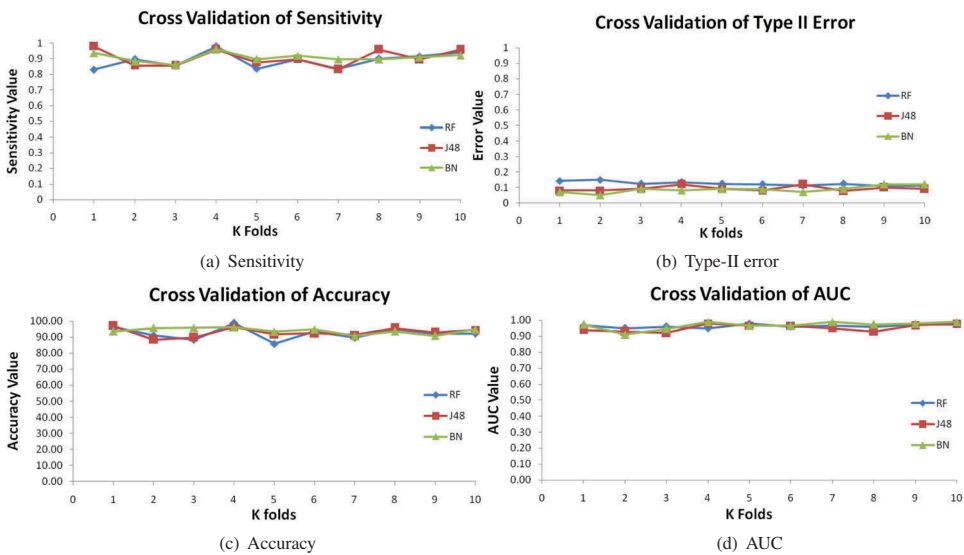 Cross Validation of Sensitivity
Sensitivity Value
1
0.9
0.8
0.7
0.6
0.5
0.4
0.3
0.2
0.1
0
0 1 2 3 4 5 6 7 8 9 10
K Folds
RF
J48
BN
(a) Sensitivity
Cross Validation of Type II Error
Error Value
1
0.9
0.8
0.7
0.6
0.5
0.4
0.3
0.2
0.1
0
0 1 2 3 4 5 6 7 8 9 10
K Folds
RF
J48
BN
(b) Type-II error
Cross Validation of Accuracy
Accuracy Value
100.00
90.00
80.00
70.00
60.00
50.00
40.00
30.00
20.00
10.00
0.00
0 1 2 3 4 5 6 7 8 9 10
K folds
RF
J48
BN
(c) Accuracy
Cross Validation of AUC
AUC Value
1.00
0.90
0.80
0.70
0.60
0.50
0.40
0.30
0.20
0.10
0.00
0 1 2 3 4 5 6 7 8 9 10
K Folds
RF
J48
BN
(d) AUC